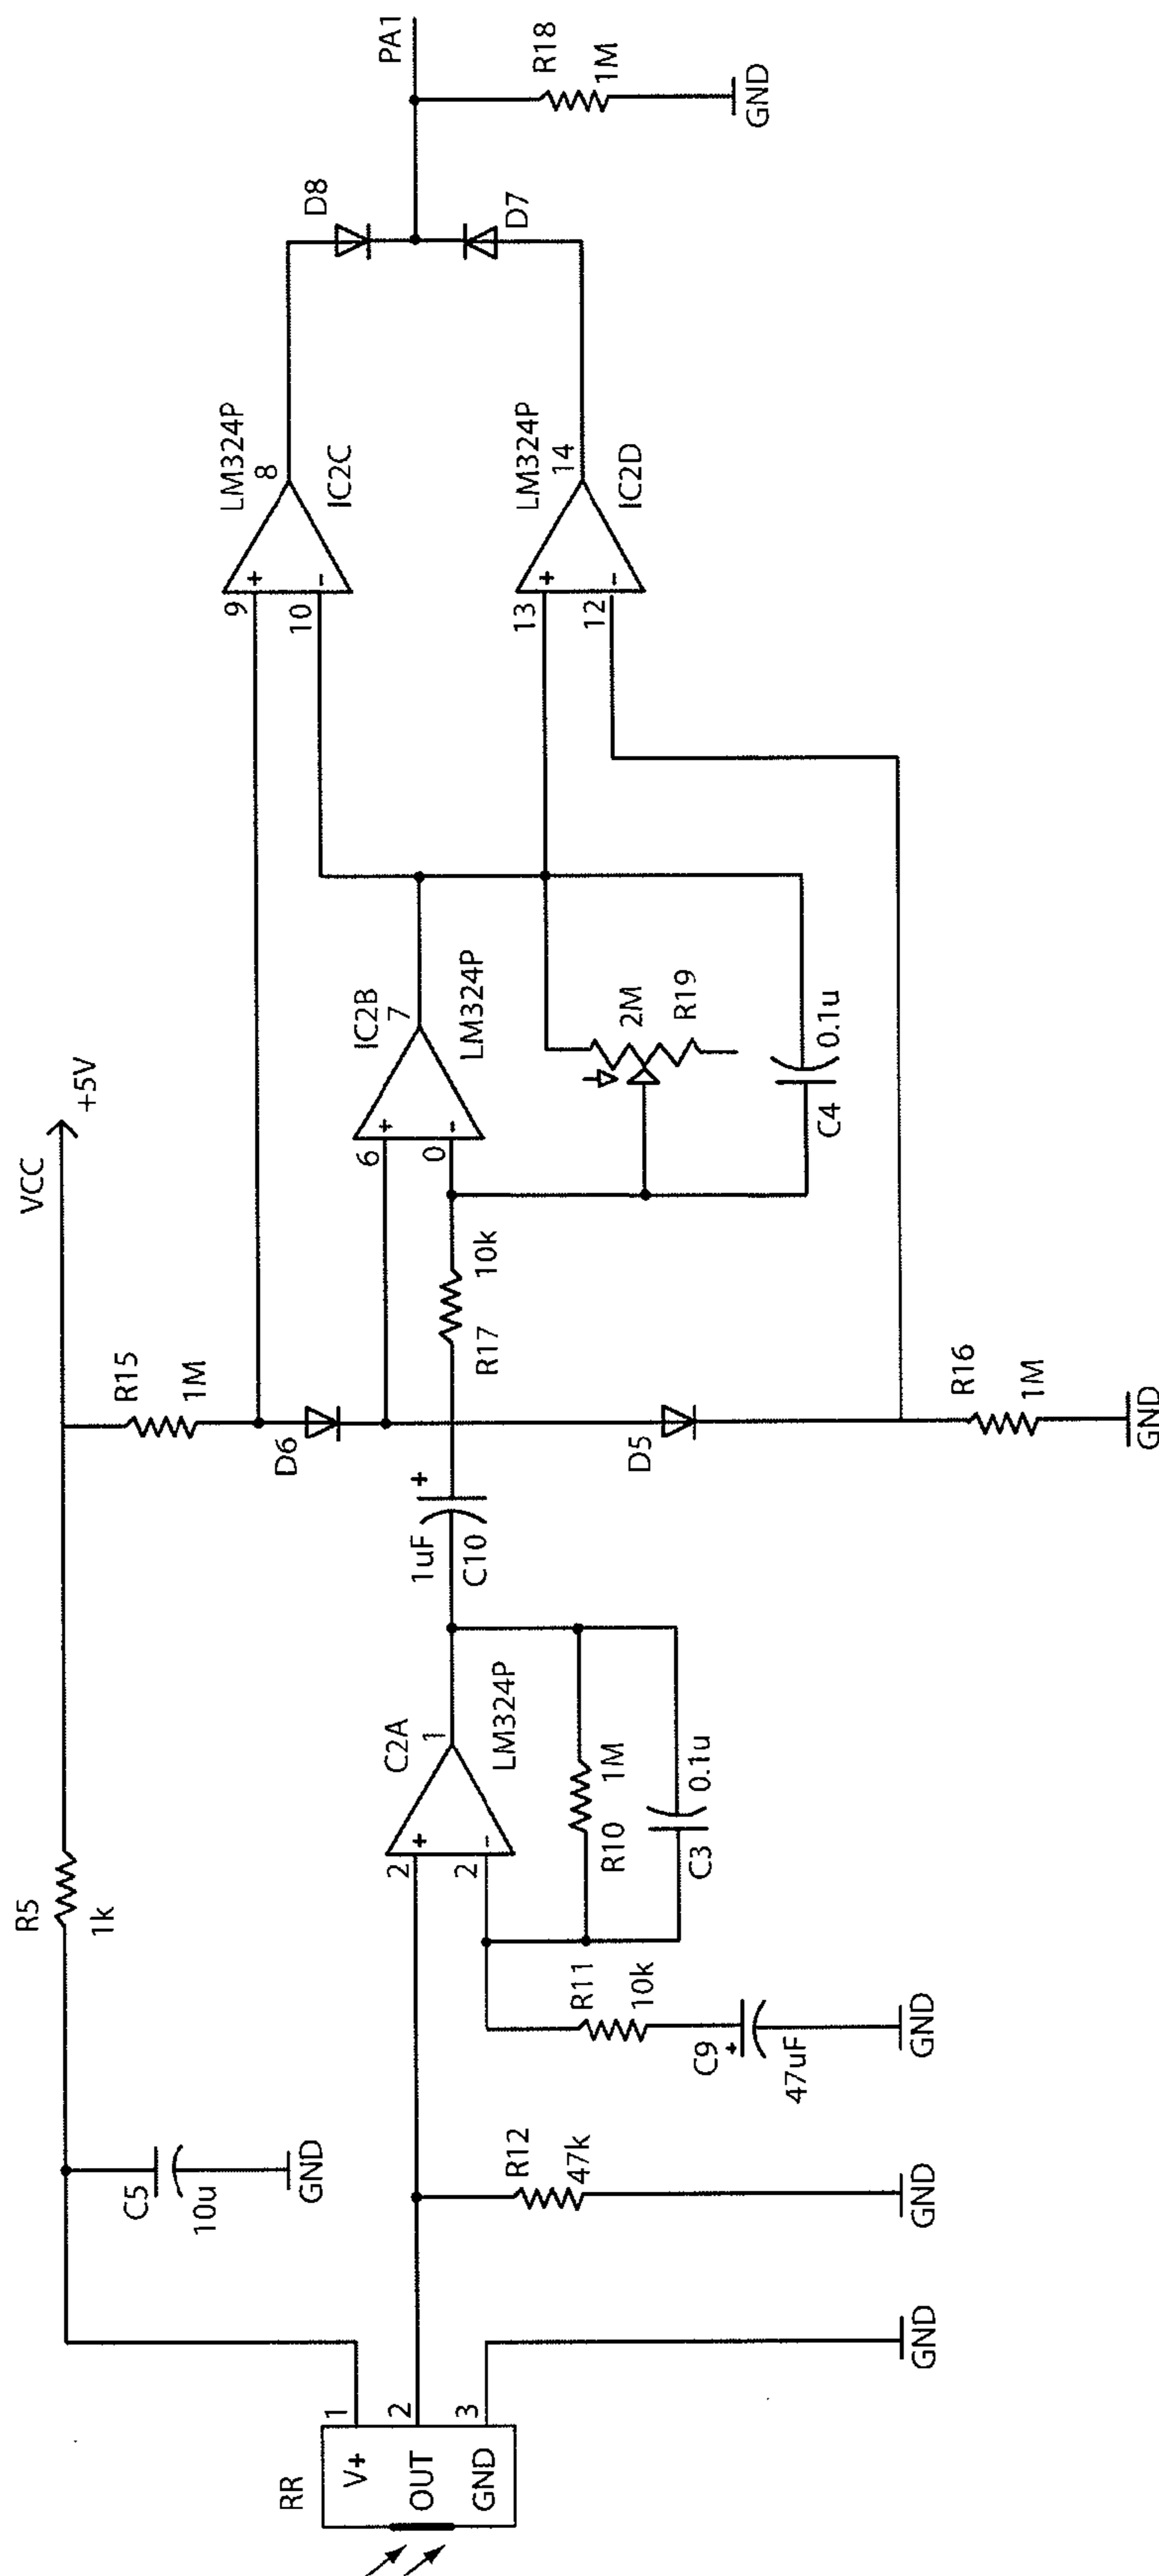 VCC
+5V
R5
1k
R15
1M
C5
10u
GND
RR
V+
OUT
GND
1
2
3
R12
47k
GND
GND
R11
10k
C9
+
47uF
GND
C2A
2
2
+
-
1
LM324P
R10
1M
C3
0.1u
1uF
+
C10
D6
D5
R17
10k
R16
1M
GND
IC2B
6
0
+
-
7
LM324P
2M
R19
C4
0.1u
LM324P
9
10
+
-
8
IC2C
LM324P
13
12
+
-
14
IC2D
D8
D7
PA1
R18
1M
GND